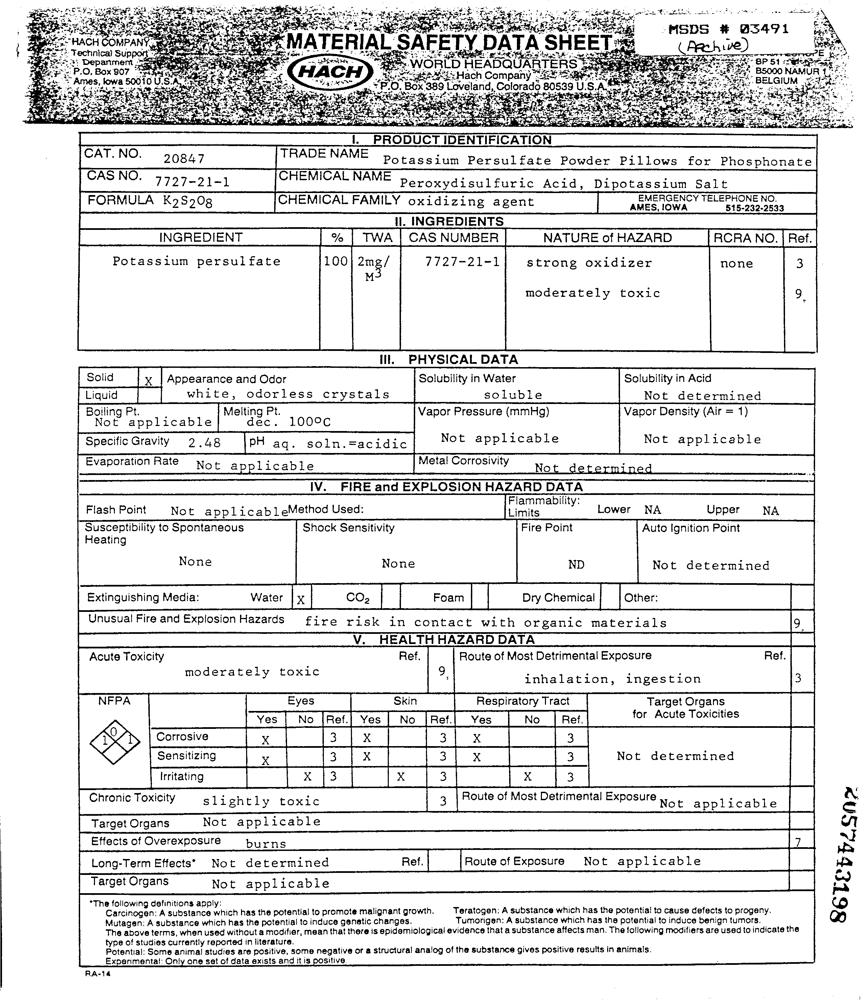 HACH COMPANY
Technical Support
Department
P.O. Box 907
Ames, Iowa 50010 U.S.A.
MATERIAL SAFETY DATA SHEET
HACH
WORLD HEADQUARTERS
Hach Company
P.O. Box 389 Loveland, Colorado 80539 U.S.A.
MSDS # 03491
(Archive)
BP 51
B5000 NAMUR 1
BELGIUM
I. PRODUCT IDENTIFICATION
CAT. NO. 20847 TRADE NAME Potassium Persulfate Powder Pillows for Phosphonate
CAS NO. 7727-21-1 CHEMICAL NAME Peroxydisulfuric Acid, Dipotassium Salt
FORMULA K2S2O8 CHEMICAL FAMILY oxidizing agent EMERGENCY TELEPHONE NO.
AMES, IOWA 515-232-2533
II. INGREDIENTS
INGREDIENT % TWA CAS NUMBER NATURE of HAZARD RCRA NO. Ref.
Potassium persulfate 100 2mg/ 7727-21-1 strong oxidizer none 3
M3
moderately toxic 9,
III. PHYSICAL DATA
Solid X Appearance and Odor Solubility in Water Solubility in Acid
Liquid white, odorless crystals soluble Not determined
Boiling Pt. Melting Pt. Vapor Pressure (mmHg) Vapor Density (Air = 1)
Not applicable dec. 100ºC
Not applicable Not applicable
Specific Gravity 2.48 pH aq. soln.=acidic
Evaporation Rate Not applicable Metal Corrosivity Not determined
IV. FIRE and EXPLOSION HAZARD DATA
Flash Point Not applicable Method Used: Flammability:
Limits Lower NA Upper NA
Susceptibility to Spontaneous Shock Sensitivity Fire Point Auto Ignition Point
Heating
None None ND Not determined
Extinguishing Media: Water X CO2 Foam Dry Chemical Other:
Unusual Fire and Explosion Hazards fire risk in contact with organic materials 9,
V. HEALTH HAZARD DATA
Acute Toxicity Ref. Route of Most Detrimental Exposure Ref.
moderately toxic 9, inhalation, ingestion 3
NFPA Eyes Skin Respiratory Tract Target Organs
for Acute Toxicities
Yes No Ref. Yes No Ref. Yes No Ref.
1 0 1
Corrosive X 3 X 3 X 3
Sensitizing X 3 X 3 X 3 Not determined
Irritating X 3 X 3 X 3
Chronic Toxicity slightly toxic 3 Route of Most Detrimental Exposure Not applicable
Target Organs Not applicable
Effects of Overexposure burns 7
Long-Term Effects* Not determined Ref. Route of Exposure Not applicable
Target Organs Not applicable
*The following definitions apply:
Carcinogen: A substance which has the potential to promote malignant growth. Teratogen: A substance which has the potential to cause defects to progeny.
Mutagen: A substance which has the potential to induce genetic changes. Tumorigen: A substance which has the potential to induce benign tumors.
The above terms, when used without a modifier, mean that there is epidemiological evidence that a substance affects man. The following modifiers are used to indicate the
type of studies currently reported in literature.
Potential: Some animal studies are positive, some negative or a structural analog of the substance gives positive results in animals.
Experimental: Only one set of data exists and it is positive.
RA-14
2057443198